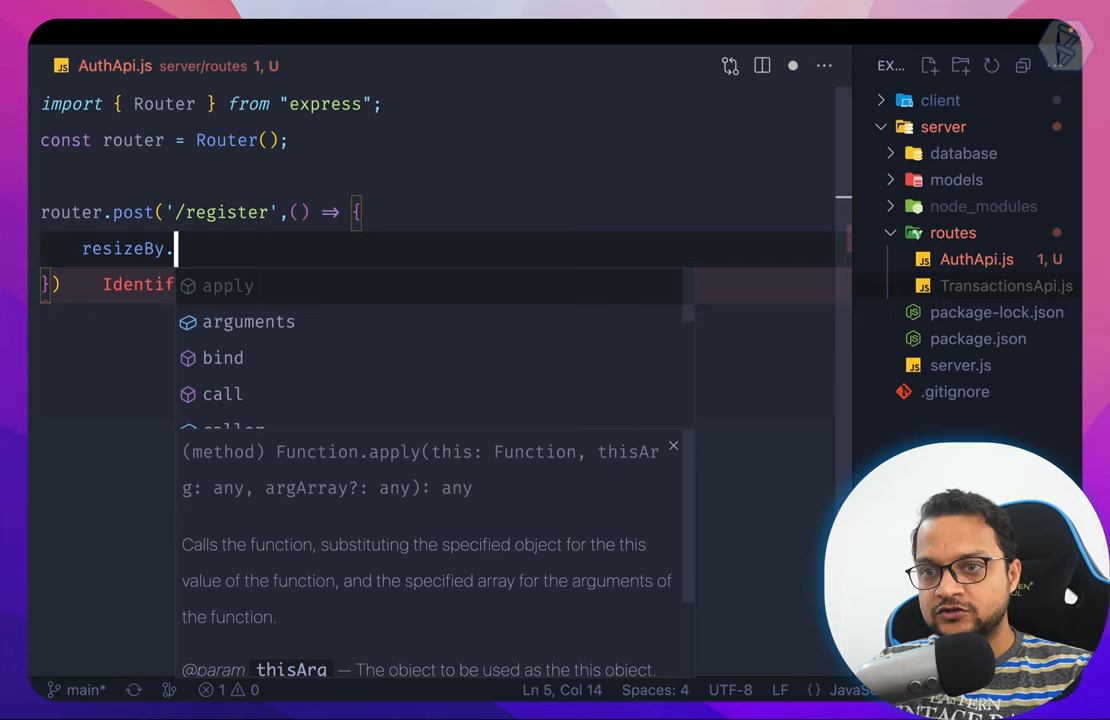 AuthApi.js server/routes 1, U
import { Router } from "express";
const router = Router();
router.post('/register',() => {
resizeBy.
}) Identif
apply
arguments
bind
call
caller
(method) Function.apply(this: Function, thisAr
g: any, argArray?: any): any
Calls the function, substituting the specified object for the this
value of the function, and the specified array for the arguments of
the function.
@param thisArg — The object to be used as the this object.
EX...
client
server
database
models
node_modules
routes
AuthApi.js 1, U
TransactionsApi.js
package-lock.json
package.json
server.js
.gitignore
main* 1 0 Ln 5, Col 14 Spaces: 4 UTF-8 LF {}
EASTERN